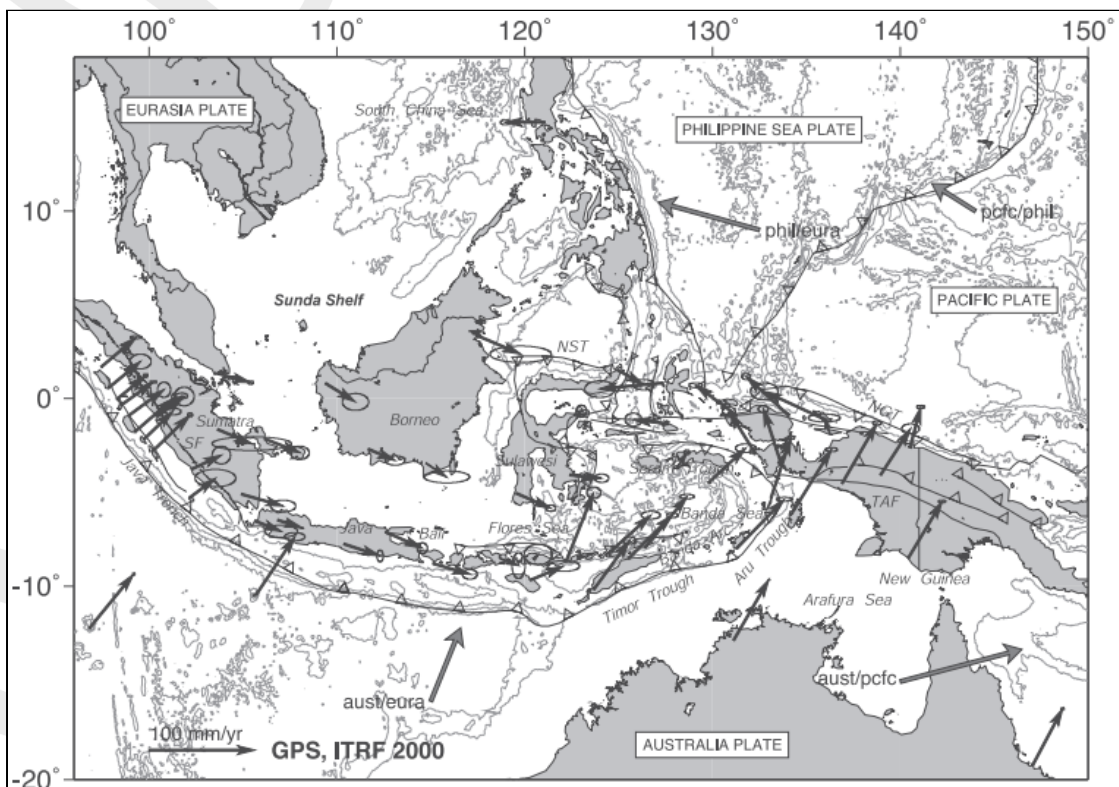 100° 110° 120° 130° 140° 150°
EURASIA PLATE
South China Sea
PHILIPPINE SEA PLATE
10°
phil/eura
pcfc/phil
Sunda Shelf
PACIFIC PLATE
NST
0°
NGT
Sumatra
Borneo
SF
Sulawesi
Seram Trough
Java Trench
TAF
Java
Bali
Flores Sea
Banda Sea
Banda Arc
-10°
Timor Trough
Aru Trough
New Guinea
Arafura Sea
aust/eura
aust/pcfc
100 mm/yr
GPS, ITRF 2000
AUSTRALIA PLATE
-20°